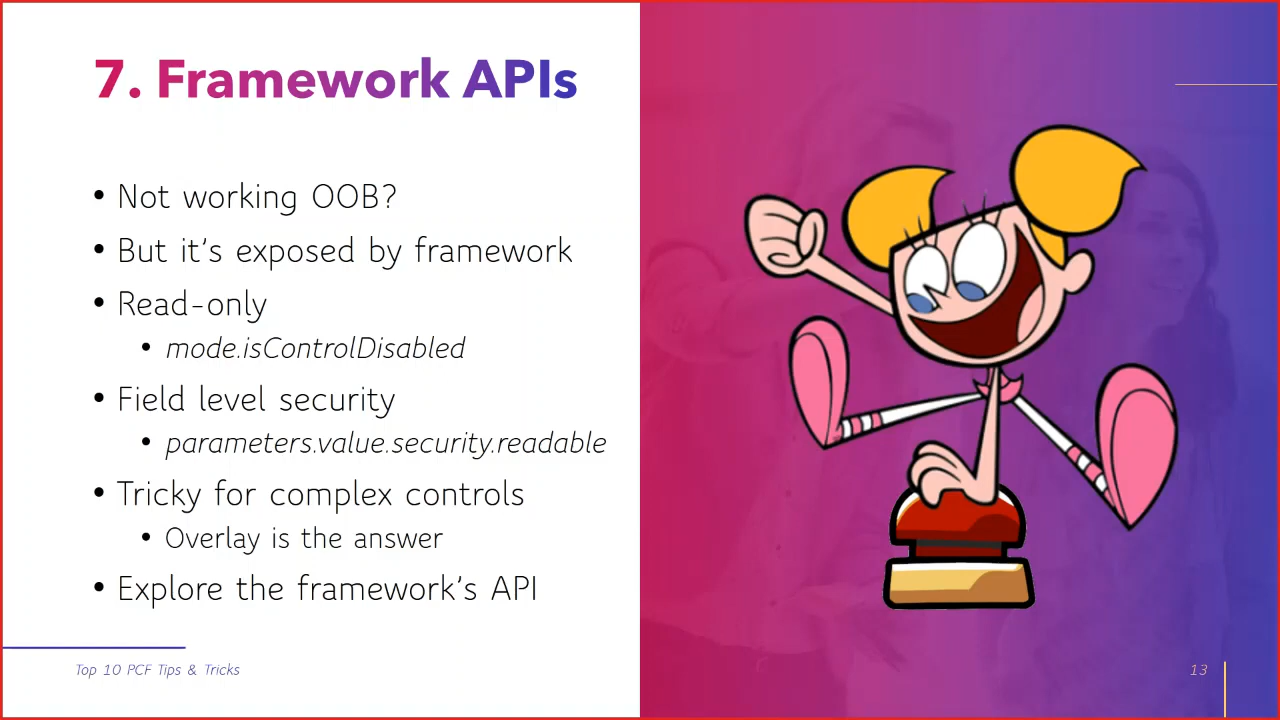 7. Framework APIs
• Not working OOB?
• But it's exposed by framework
• Read-only
• mode.isControlDisabled
• Field level security
• parameters.value.security.readable
• Tricky for complex controls
• Overlay is the answer
• Explore the framework's API
Top 10 PCF Tips & Tricks
13